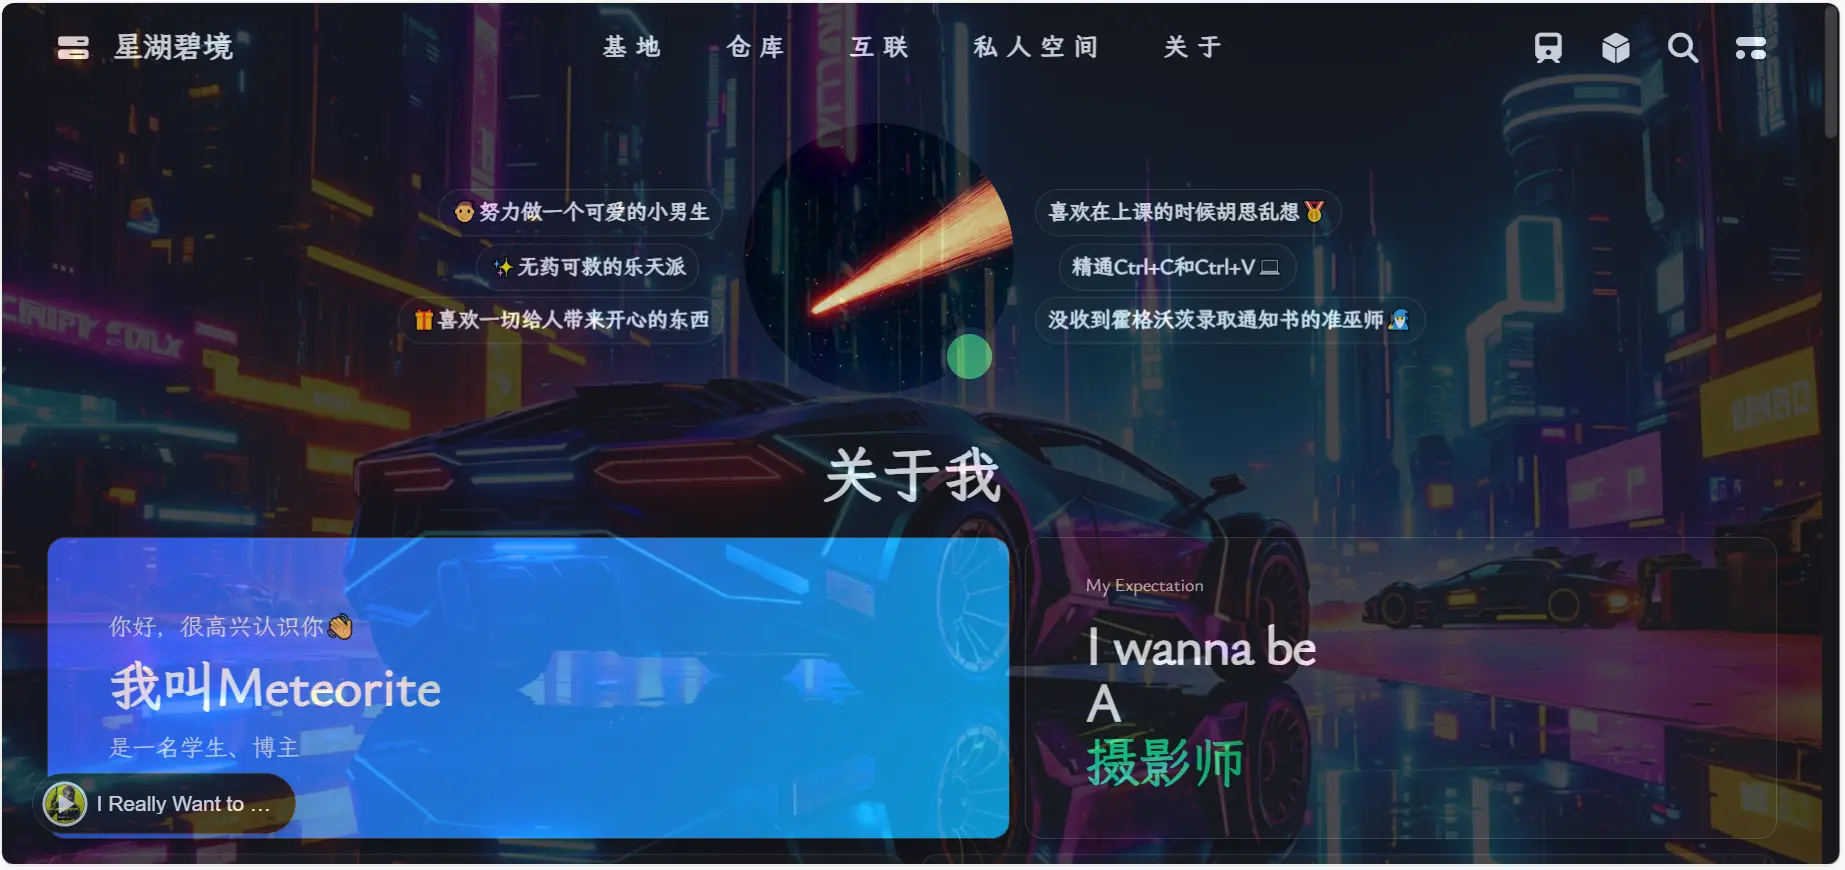 星湖碧境
基地
仓库
互联
私人空间
关于
👦努力做一个可爱的小男生
✨无药可救的乐天派
🎁喜欢一切给人带来开心的东西
喜欢在上课的时候胡思乱想🏅
精通Ctrl+C和Ctrl+V💻
没收到霍格沃茨录取通知书的准巫师🧙‍♂️
关于我
你好，很高兴认识你👋
我叫Meteorite
是一名学生、博主
My Expectation
I wanna be
A
摄影师
I Really Want to ...